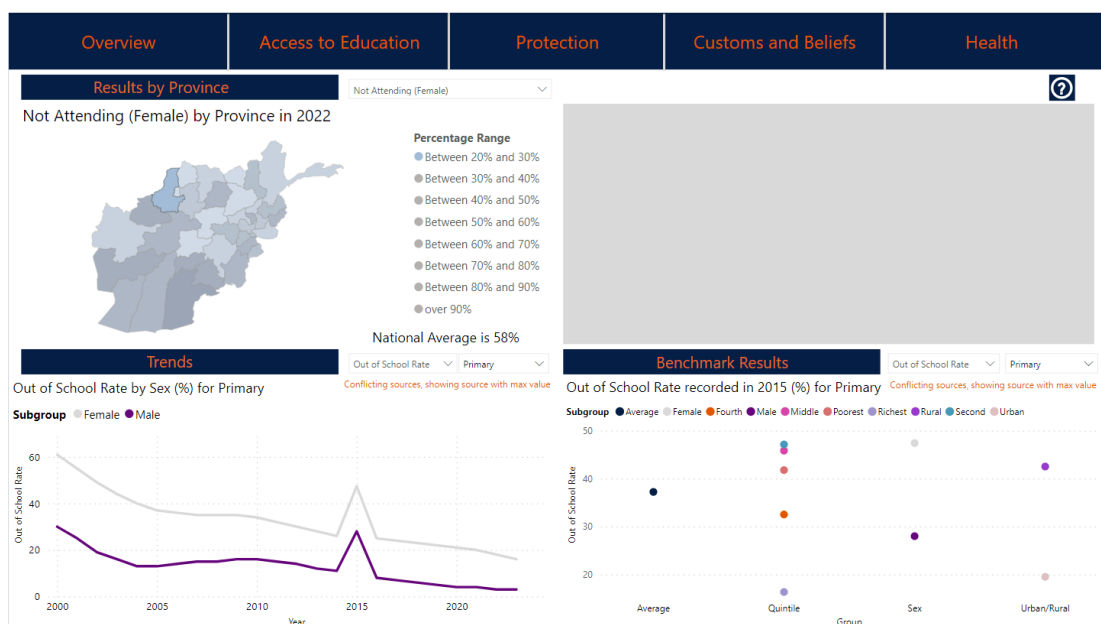 Overview
Access to Education
Protection
Customs and Beliefs
Health
Results by Province
Not Attending (Female)
?
Not Attending (Female) by Province in 2022
Percentage Range
Between 20% and 30%
Between 30% and 40%
Between 40% and 50%
Between 50% and 60%
Between 60% and 70%
Between 70% and 80%
Between 80% and 90%
over 90%
National Average is 58%
Trends
Out of School Rate
Primary
Conflicting sources, showing source with max value
Out of School Rate by Sex (%) for Primary
Subgroup Female Male
Out of School Rate
60
40
20
0
2000 2005 2010 2015 2020
Year
Benchmark Results
Out of School Rate
Primary
Out of School Rate recorded in 2015 (%) for Primary
Conflicting sources, showing source with max value
Subgroup Average Female Fourth Male Middle Poorest Richest Rural Second Urban
Out of School Rate
50
40
30
20
Average Quintile Sex Urban/Rural
Group